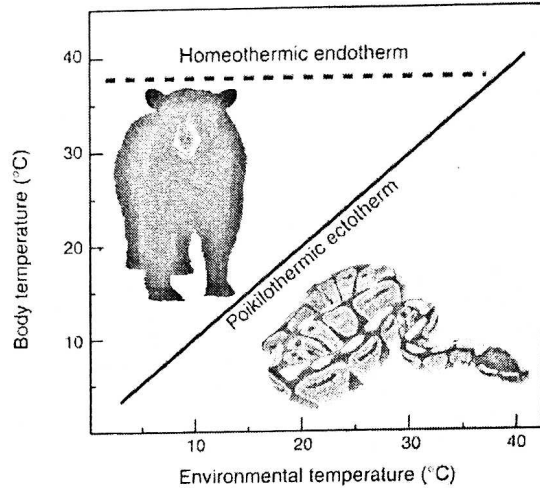 Homeothermic endotherm
Poikilothermic ectotherm
Body temperature (°C)
40
30
20
10
10
20
30
40
Environmental temperature (°C)